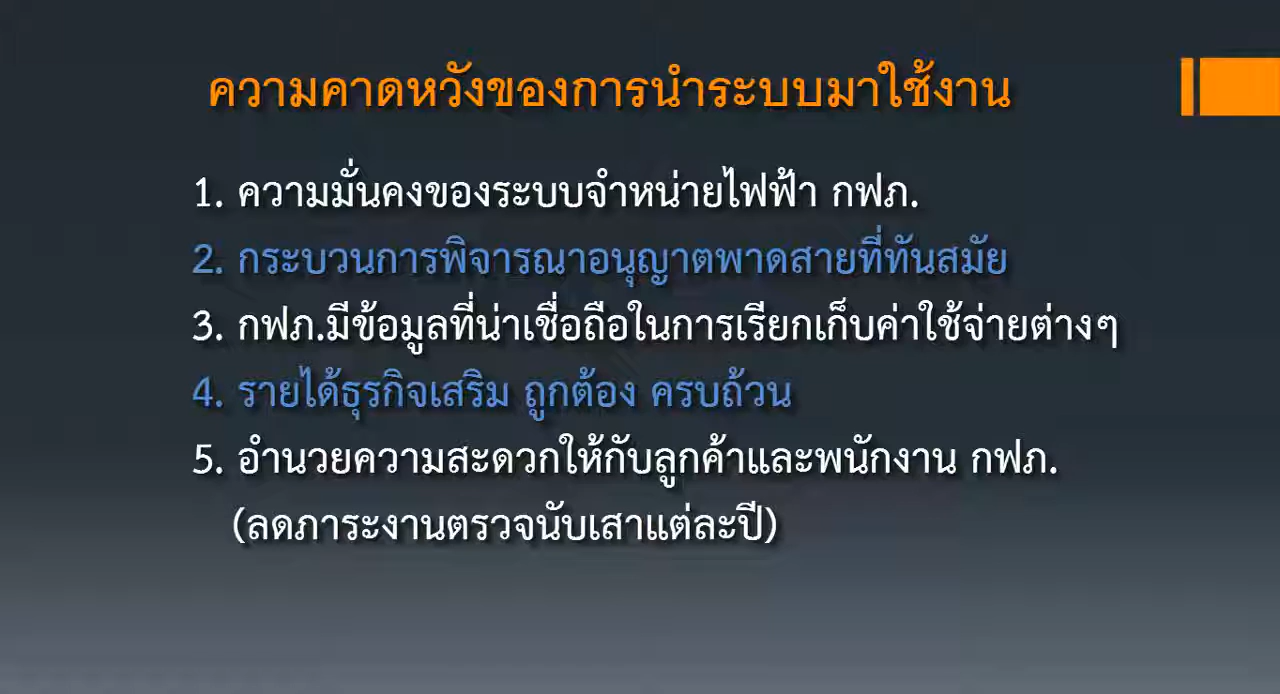 ความคาดหวังของการนำระบบมาใช้งาน
1. ความมั่นคงของระบบจำหน่ายไฟฟ้า กฟภ.
2. กระบวนการพิจารณาอนุญาตพาดสายที่ทันสมัย
3. กฟภ.มีข้อมูลที่น่าเชื่อถือในการเรียกเก็บค่าใช้จ่ายต่างๆ
4. รายได้ธุรกิจเสริม ถูกต้อง ครบถ้วน
5. อำนวยความสะดวกให้กับลูกค้าและพนักงาน กฟภ.
(ลดภาระงานตรวจนับเสาแต่ละปี)